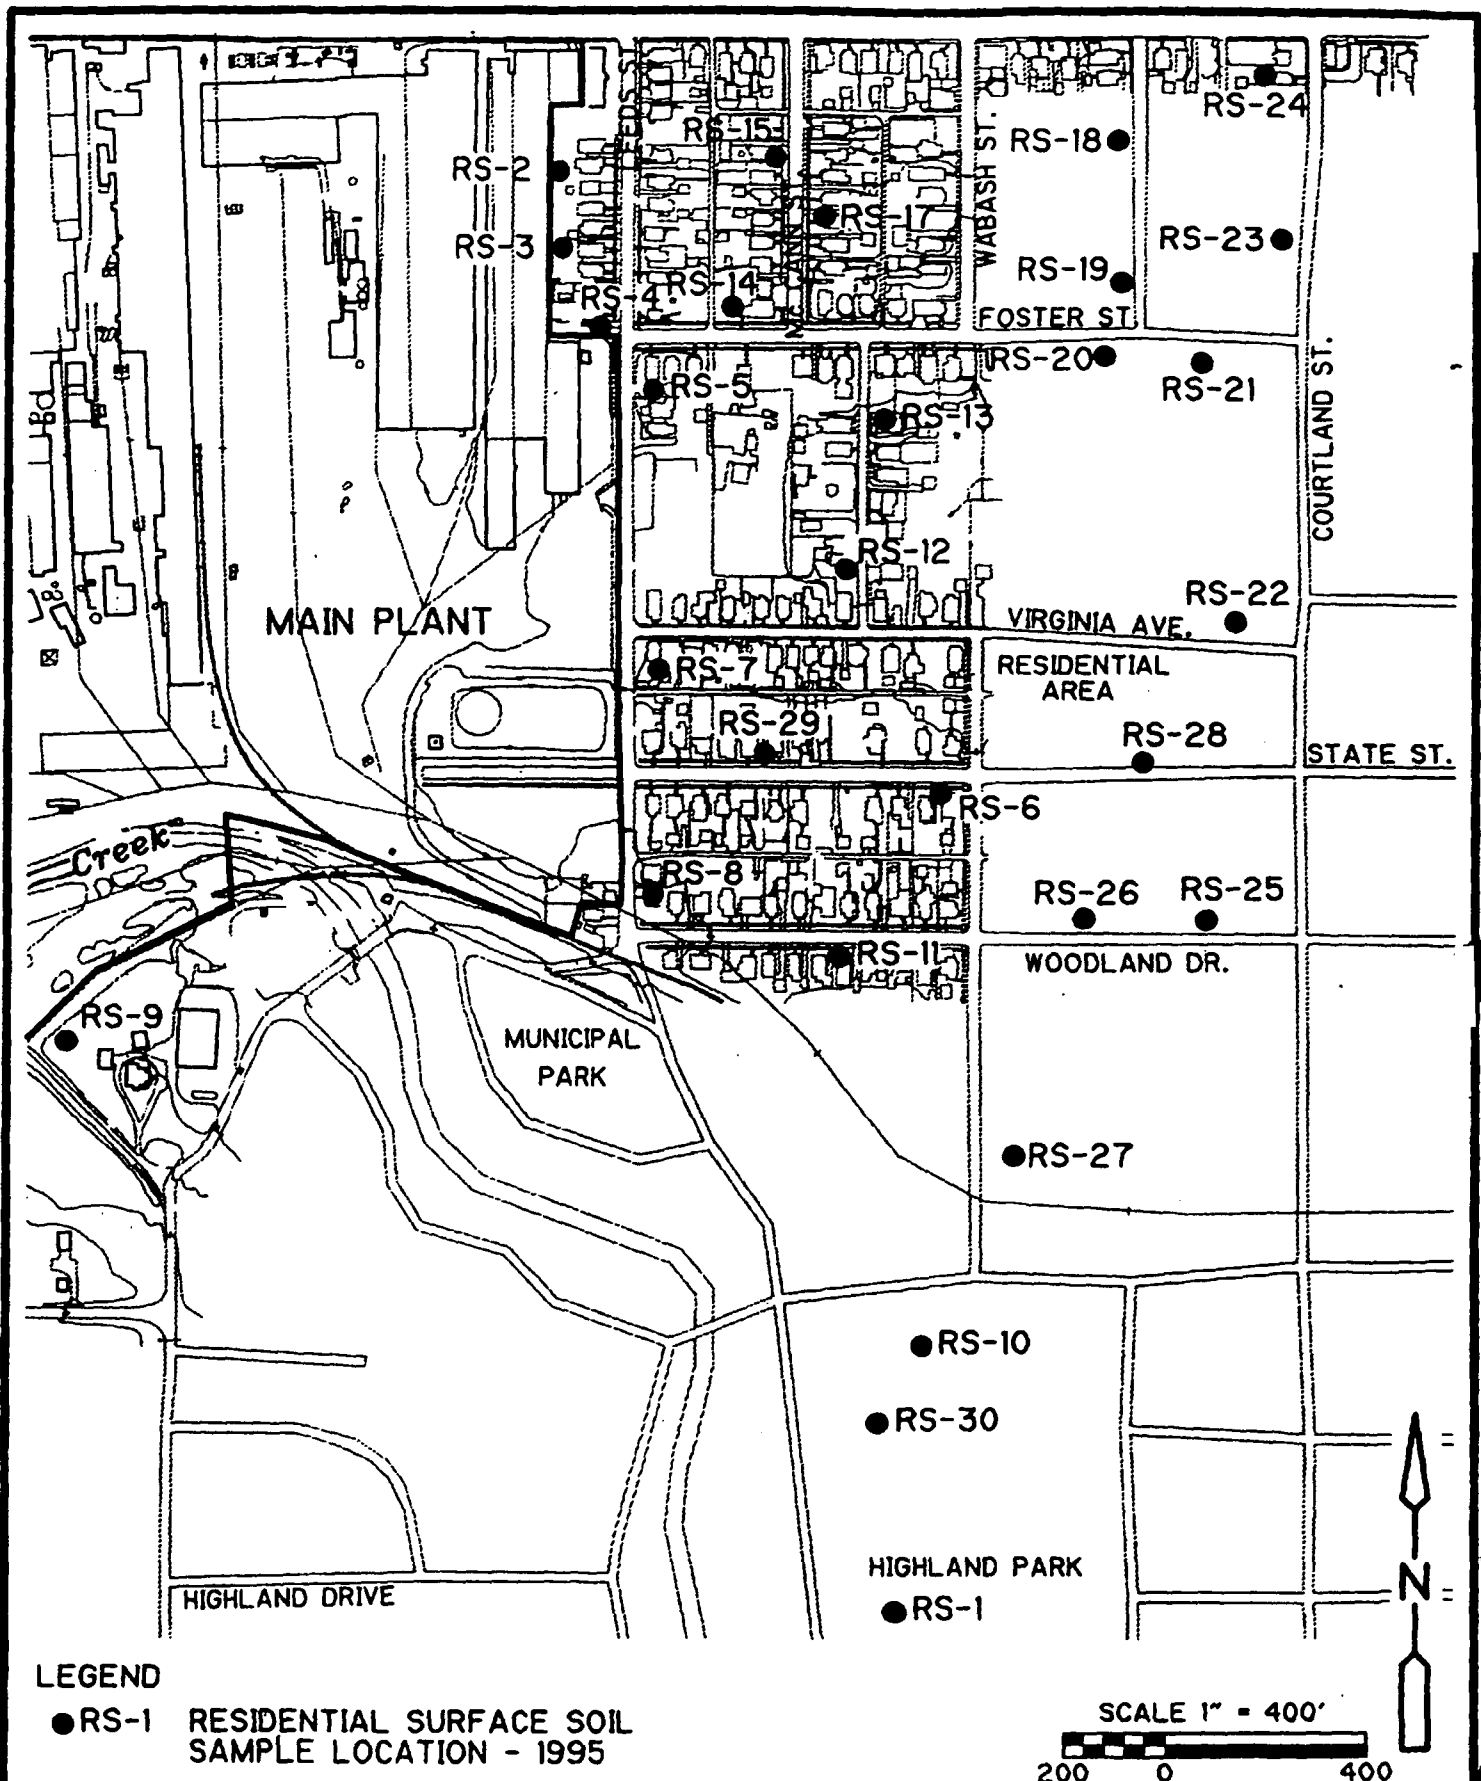 RS-24
RS-15
RS-18
RS-2
WABASH ST.
RS-17
RS-3
RS-23
RS-19
RS-4
RS-14
FOSTER ST.
RS-20
RS-21
RS-5
RS-13
COURTLAND ST.
RS-12
RS-22
MAIN PLANT
VIRGINIA AVE.
RS-7
RESIDENTIAL
AREA
RS-29
RS-28
STATE ST.
RS-6
Creek
RS-8
RS-26
RS-25
RS-11
WOODLAND DR.
RS-9
MUNICIPAL
PARK
RS-27
RS-10
RS-30
HIGHLAND PARK
RS-1
HIGHLAND DRIVE
N
LEGEND
RS-1 RESIDENTIAL SURFACE SOIL
SAMPLE LOCATION - 1995
SCALE 1" = 400'
200 0 400